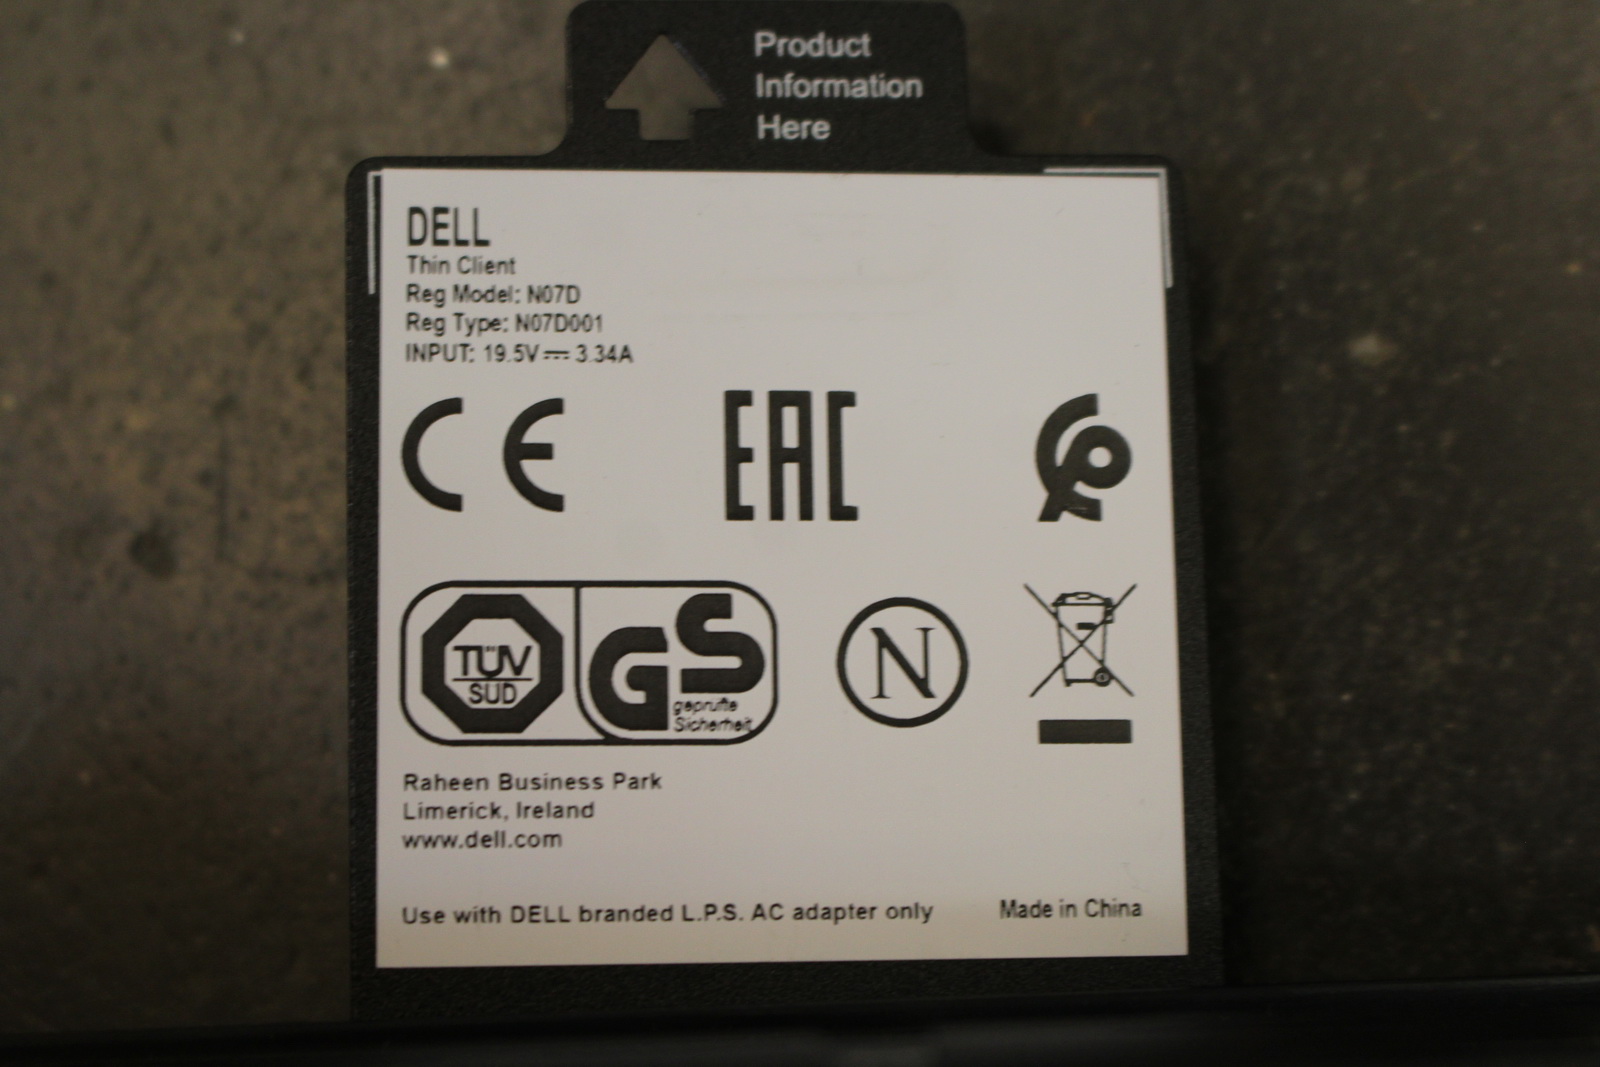 Product
Information
Here
DELL
Thin Client
Reg Model: N07D
Reg Type: N07D001
INPUT: 19.5V⎓3.34A
CE
EAC
TÜV
SUD
GS
geprüfte
Sicherheit
N
Raheen Business Park
Limerick, Ireland
www.dell.com
Use with DELL branded L.P.S. AC adapter only
Made in China